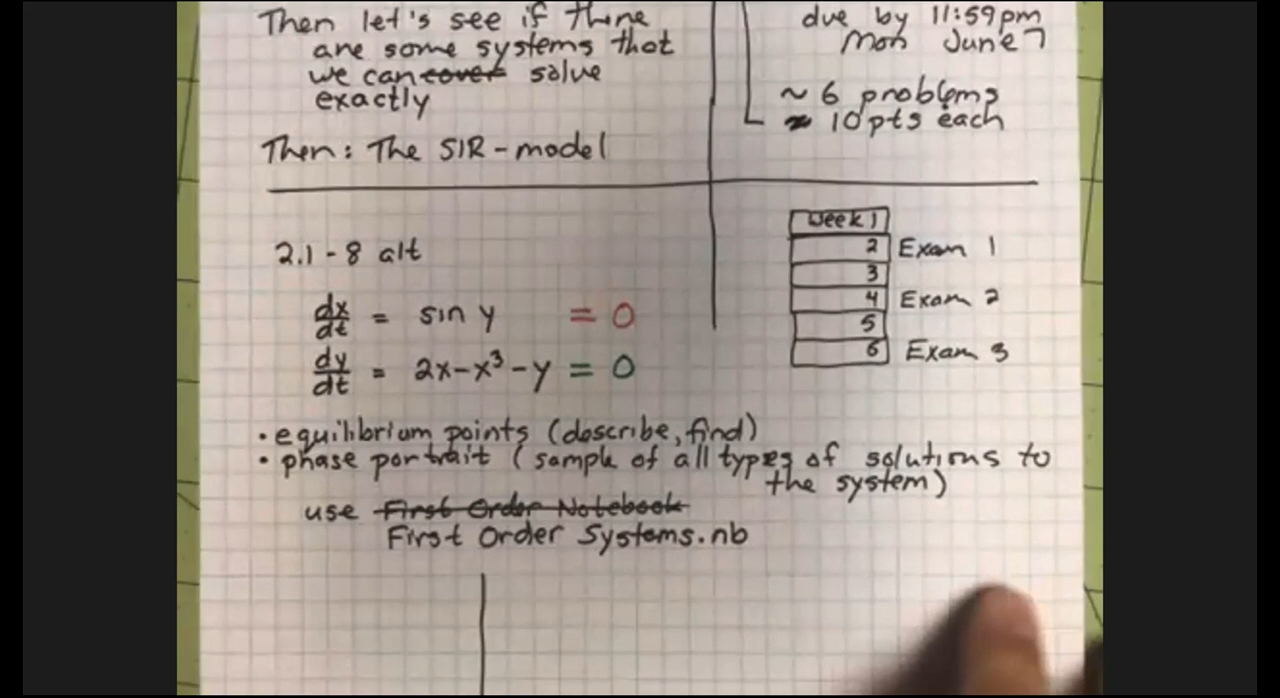 Then let's see if there
are some systems that
we can cover solve
exactly
Then: The SIR-model
due by 11:59pm
Mon June 7
~ 6 problems
~ 10pts each
Week 1
2 Exam 1
3
4 Exam 2
5
6 Exam 3
2.1 - 8 alt
dx/dt = sin y = 0
dy/dt = 2x-x³-y = 0
• equilibrium points (describe, find)
• phase portrait (sample of all types of solutions to
the system)
use First Order Notebook
First Order Systems.nb